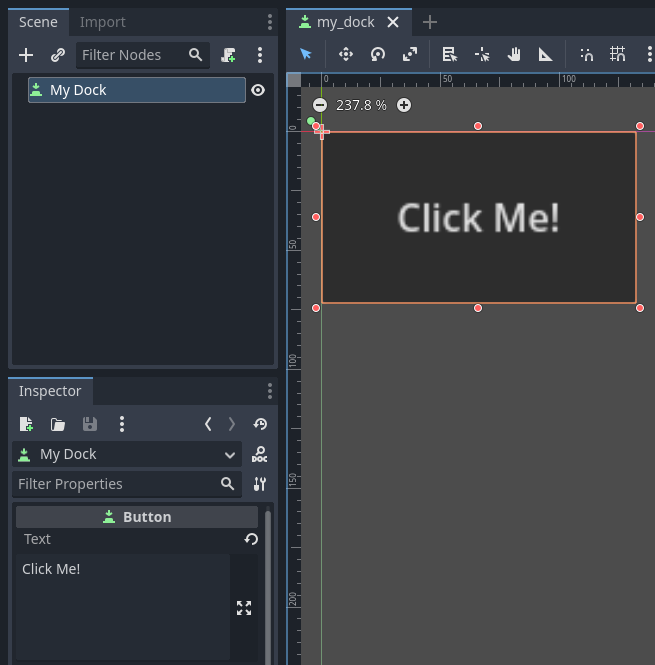 Scene Import
Filter Nodes
My Dock
Inspector
My Dock
DOC
Filter Properties
Button
Text
Click Me!
my_dock
0 50 100
237.8 %
0
Click Me!
50
100
150
200